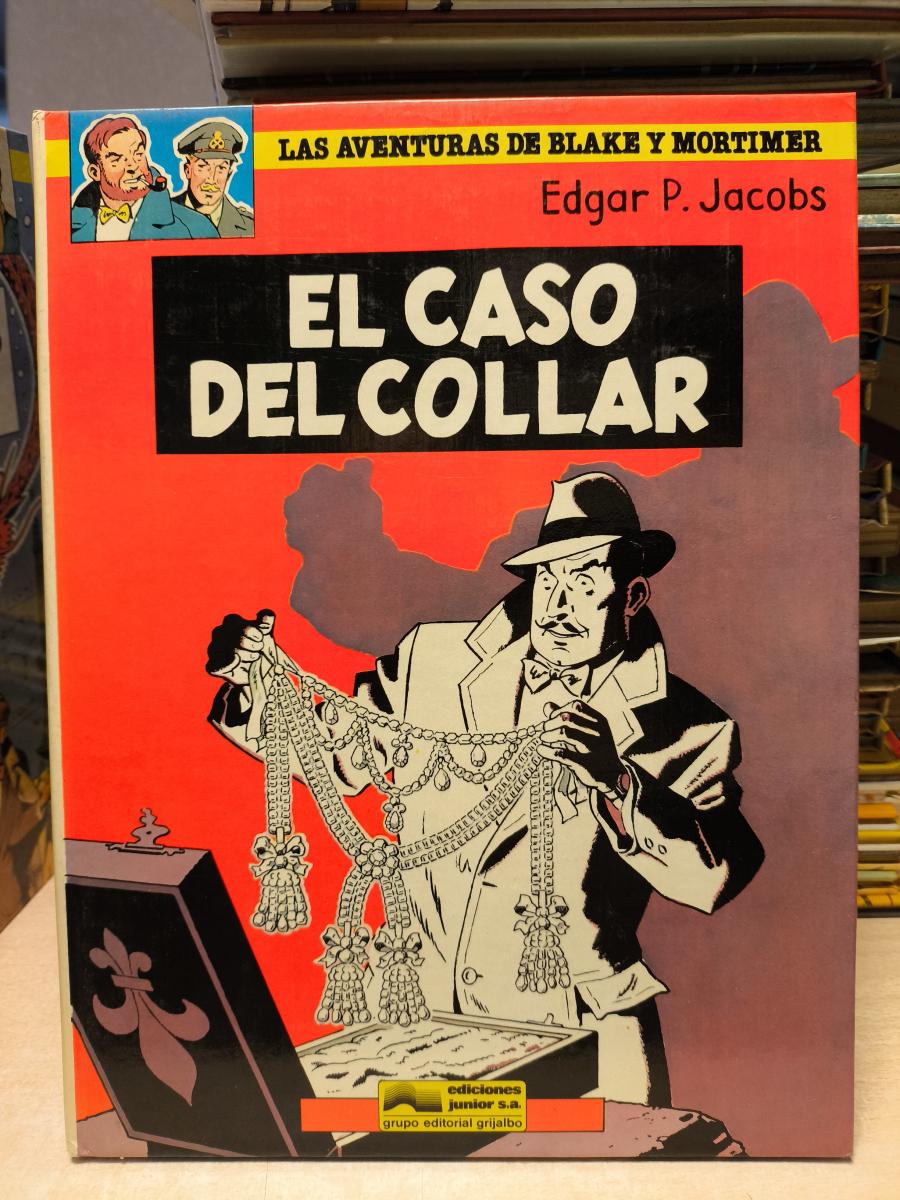 LAS AVENTURAS DE BLAKE Y MORTIMER
Edgar P. Jacobs
EL CASO
DEL COLLAR
ediciones
junior s.a.
grupo editorial grijalbo